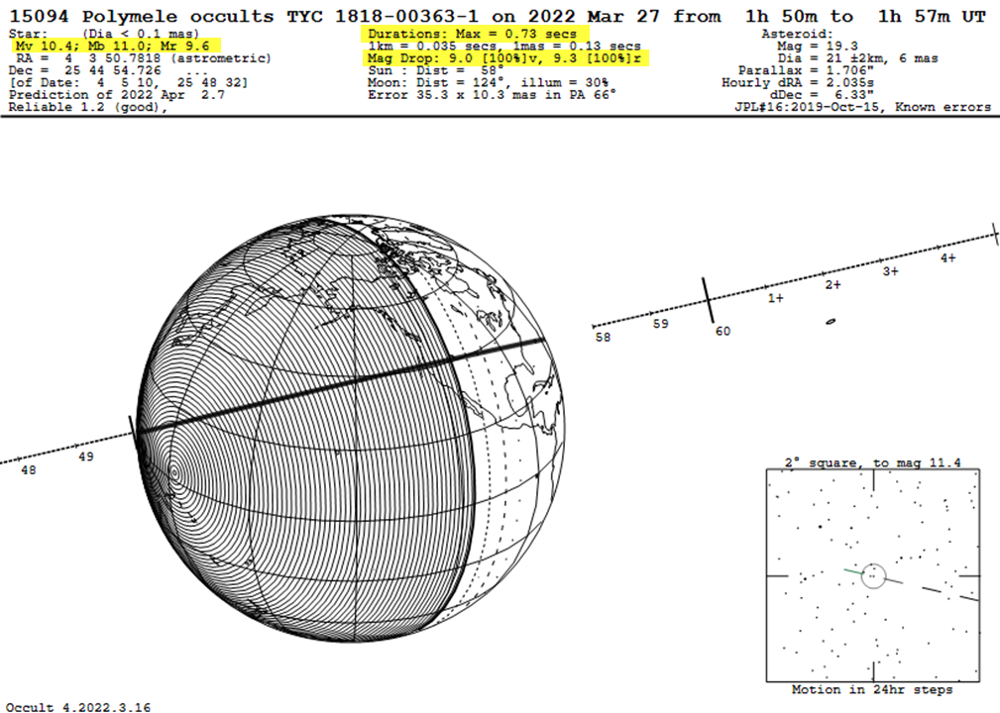 15094 Polymele occults TYC 1818-00363-1 on 2022 Mar 27 from 1h 50m to 1h 57m UT
Star: (Dia < 0.1 mas)
Mv 10.4; Mb 11.0; Mr 9.6
RA = 4 3 50.7818 (astrometric)
Dec = 25 44 54.726 ...
[of Date: 4 5 10, 25 48 32]
Prediction of 2022 Apr 2.7
Reliable 1.2 (good),
Durations: Max = 0.73 secs
1km = 0.035 secs, 1mas = 0.13 secs
Mag Drop: 9.0 [100%]v, 9.3 [100%]r
Sun : Dist = 58°
Moon: Dist = 124°, illum = 30%
Error 35.3 x 10.3 mas in PA 66°
Asteroid:
Mag = 19.3
Dia = 21 ±2km, 6 mas
Parallax = 1.706"
Hourly dRA = 2.035s
dDec = 6.33"
JPL#16:2019-Oct-15, Known errors
48
49
58
59
60
1+
2+
3+
4+
2° square, to mag 11.4
Motion in 24hr steps
Occult 4.2022.3.16